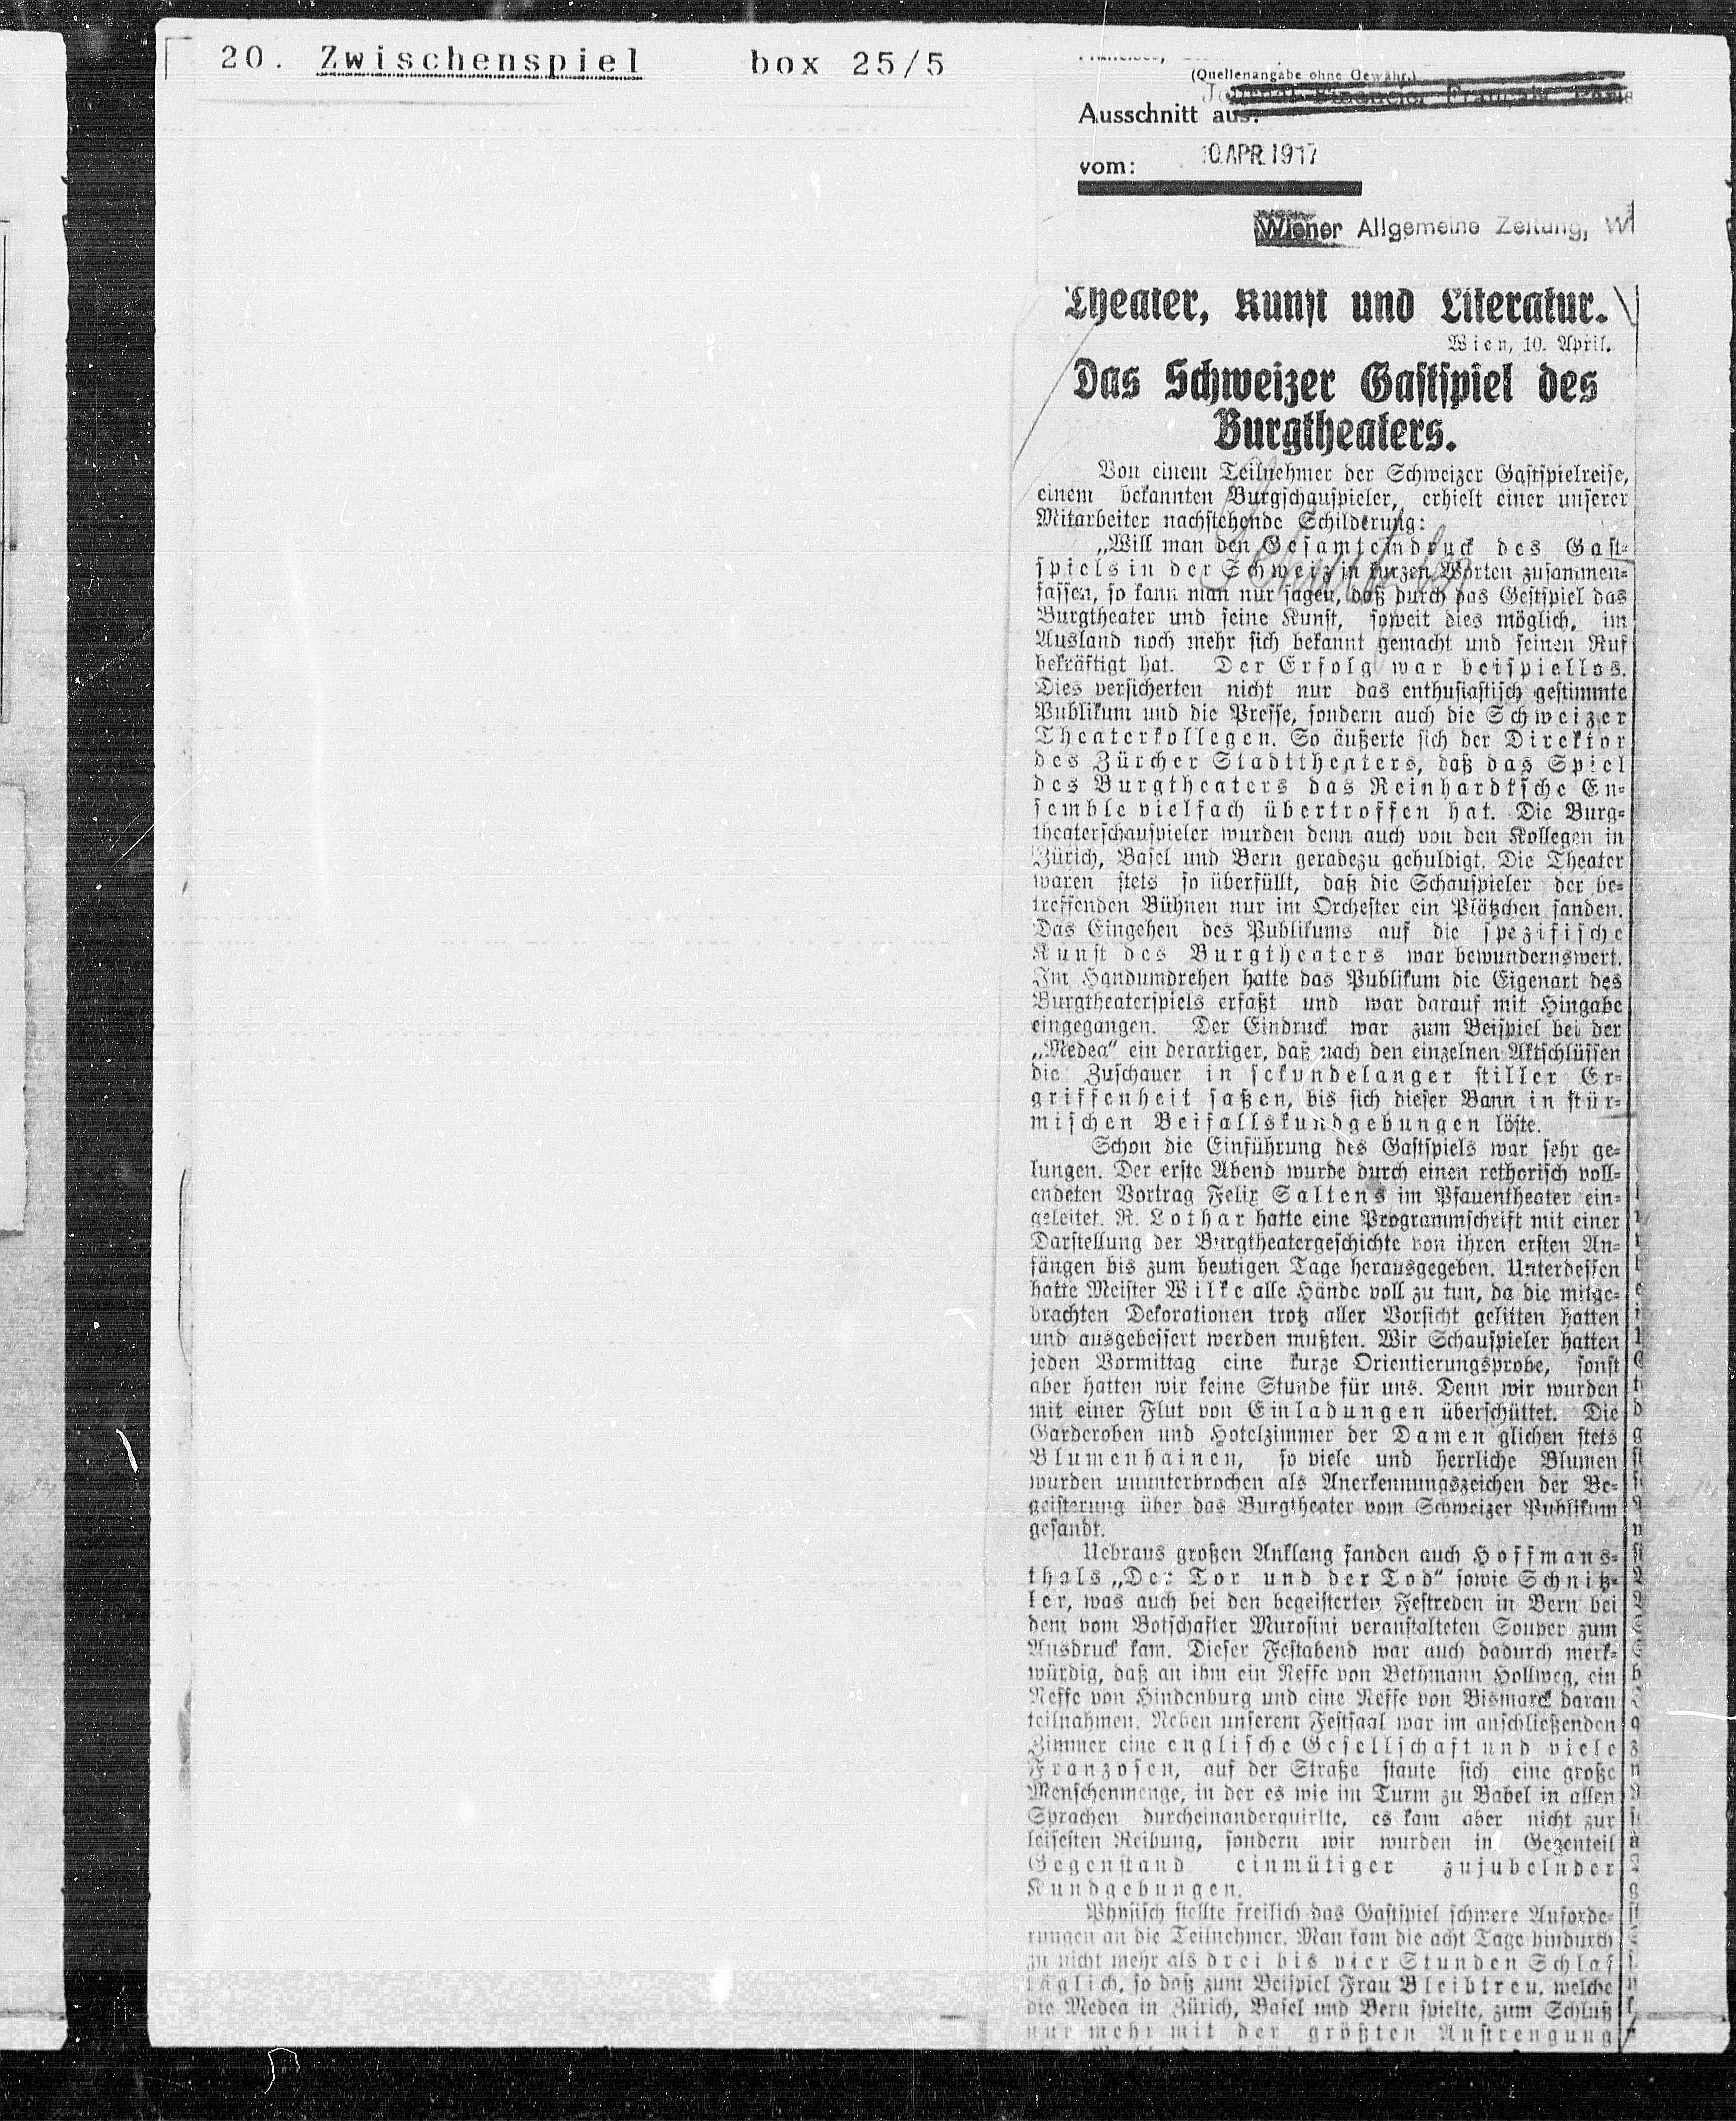 20. Zwischenspiel box 25/5
(Quellenangabe ohne Gewähr.)
Ausschnitt aus:
vom: 10. APR. 1917
Wiener Allgemeine Zeitung,
Theater, Kunst und Literatur.
Wien, 10. April.
Das Schweizer Gastspiel des
Burgtheaters.
Von einem Teilnehmer der Schweizer Gastspielreise,
einem bekannten Burgschauspieler, erhielt einer unserer
Mitarbeiter nachstehende Schilderung:
„Will man den Gesamteindruck des Gast-
spiels in der Schweiz in kurzen Worten zusammen-
fassen, so kann man nur sagen, daß durch das Gestspiel das
Burgtheater und seine Kunst, soweit dies möglich, im
Ausland noch mehr sich bekannt gemacht und seinen Ruf
bekräftigt hat. Der Erfolg war beispiellos.
Dies versicherten nicht nur das enthusiastisch gestimmte
Publikum und die Presse, sondern auch die Schweizer
Theaterkollegen. So äußerte sich der Direktor
des Zürcher Stadttheaters, daß das Spiel
des Burgtheaters das Reinhardtsche En-
semble vielfach übertroffen hat. Die Burg-
theaterschauspieler wurden denn auch von den Kollegen in
Zürich, Basel und Bern geradezu gehuldigt. Die Theater
waren stets so überfüllt, daß die Schauspieler der be-
treffenden Bühnen nur im Orchester ein Plätzchen fanden.
Das Eingehen des Publikums auf die spezifische
Kunst des Burgtheaters war bewundernswert.
Im Handumdrehen hatte das Publikum die Eigenart des
Burgtheaterspiels erfaßt und war darauf mit Hingabe
eingegangen. Der Eindruck war zum Beispiel bei der
„Medea“ ein derartiger, daß nach den einzelnen Aktschlüssen
die Zuschauer in sekundelanger stiller Er-
griffenheit saßen, bis sich dieser Bann in stür-
mischen Beifallskundgebungen löste.
Schon die Einführung des Gastspiels war sehr ge-
lungen. Der erste Abend wurde durch einen rethorisch voll-
endeten Vortrag Felix Saltens im Pfauentheater ein-
geleitet. R. Lothar hatte eine Programmschrift mit einer
Darstellung der Burgtheatergeschichte von ihren ersten An-
fängen bis zum heutigen Tage herausgegeben. Unterdessen
hatte Meister Wilke alle Hände voll zu tun, da die mitge-
brachten Dekorationen trotz aller Vorsicht gelitten hatten
und ausgebessert werden mußten. Wir Schauspieler hatten
jeden Vormittag eine kurze Orientierungsprobe, sonst
aber hatten wir keine Stunde für uns. Denn wir wurden
mit einer Flut von Einladungen überschüttet. Die
Garderoben und Hotelzimmer der Damen glichen stets
Blumenhainen, so viele und herrliche Blumen
wurden ununterbrochen als Anerkennungszeichen der Be-
geisterung über das Burgtheater vom Schweizer Publikum
gesandt.
Uebraus großen Anklang fanden auch Hoffmans-
thals „Der Tor und der Tod“ sowie Schnitz-
ler, was auch bei den begeisterten Festreden in Bern bei
dem vom Botschafter Murosini veranstalteten Souper zum
Ausdruck kam. Dieser Festabend war auch dadurch merk-
würdig, daß an ihm ein Neffe von Bethmann Hollweg, ein
Neffe von Hindenburg und eine Neffe von Bismarck daran
teilnahmen. Neben unserem Festsaal war im anschließenden
Zimmer eine englische Gesellschaft und viele
Franzosen, auf der Straße staute sich eine große
Menschenmenge, in der es wie im Turm zu Babel in allen
Sprachen durcheinanderquirlte, es kam aber nicht zur
leisesten Reibung, sondern wir wurden in Gegenteil
Gegenstand einmütiger zujubelnder
Kundgebungen.
Physisch stellte freilich das Gastspiel schwere Anforde-
rungen an die Teilnehmer. Man kam die acht Tage hindurch
zu nicht mehr als drei bis vier Stunden Schlaf
täglich, so daß zum Beispiel Frau Bleibtreu, welche
die Medea in Zürich, Basel und Bern spielte, zum Schluß
nur mehr mit der größten Anstrengung